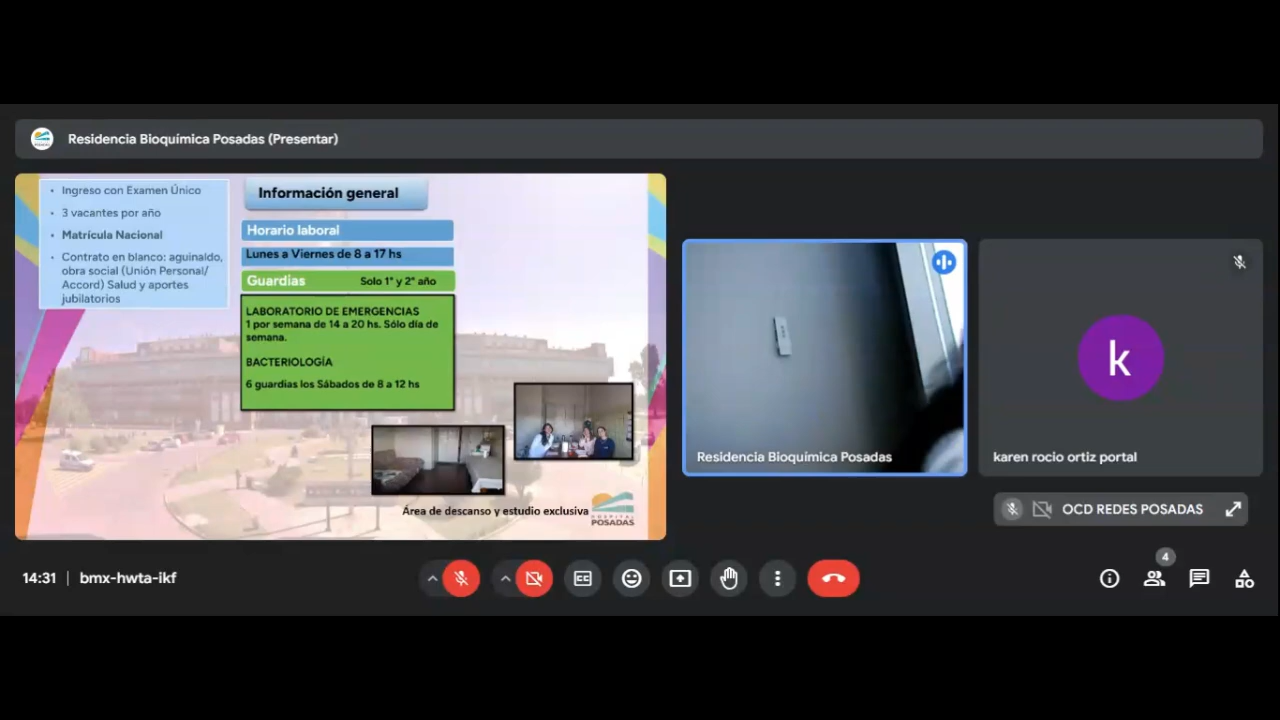 Residencia Bioquímica Posadas (Presentar)
• Ingreso con Examen Único
• 3 vacantes por año
• Matrícula Nacional
• Contrato en blanco: aguinaldo,
obra social (Unión Personal/
Accord) Salud y aportes
jubilatorios
Información general
Horario laboral
Lunes a Viernes de 8 a 17 hs
Guardias Solo 1° y 2° año
LABORATORIO DE EMERGENCIAS
1 por semana de 14 a 20 hs. Sólo día de
semana.
BACTERIOLOGÍA
6 guardias los Sábados de 8 a 12 hs
Área de descanso y estudio exclusiva
HOSPITAL
POSADAS
Residencia Bioquímica Posadas
k
karen rocio ortiz portal
OCD REDES POSADAS
14:31 | bmx-hwta-ikf
4